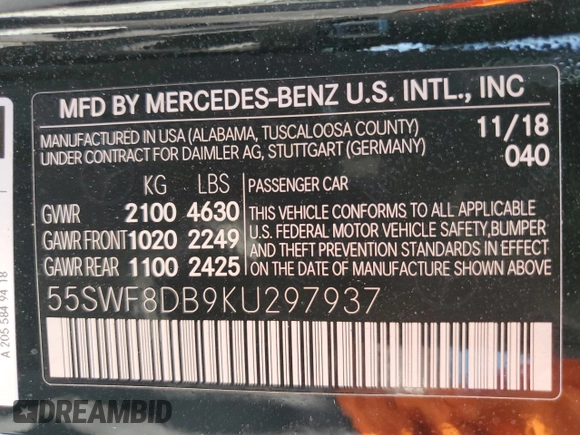 MFD BY MERCEDES-BENZ U.S. INTL., INC
MANUFACTURED IN USA (ALABAMA, TUSCALOOSA COUNTY) 11/18
UNDER CONTRACT FOR DAIMLER AG, STUTTGART (GERMANY) 040
KG LBS PASSENGER CAR
GVWR 2100 4630 THIS VEHICLE CONFORMS TO ALL APPLICABLE
GAWR FRONT 1020 2249 U.S. FEDERAL MOTOR VEHICLE SAFETY,BUMPER
AND THEFT PREVENTION STANDARDS IN EFFECT
GAWR REAR 1100 2425 ON THE DATE OF MANUFACTURE SHOWN ABOVE.
55SWF8DB9KU297937
A 205 584 94 18
DREAMBID